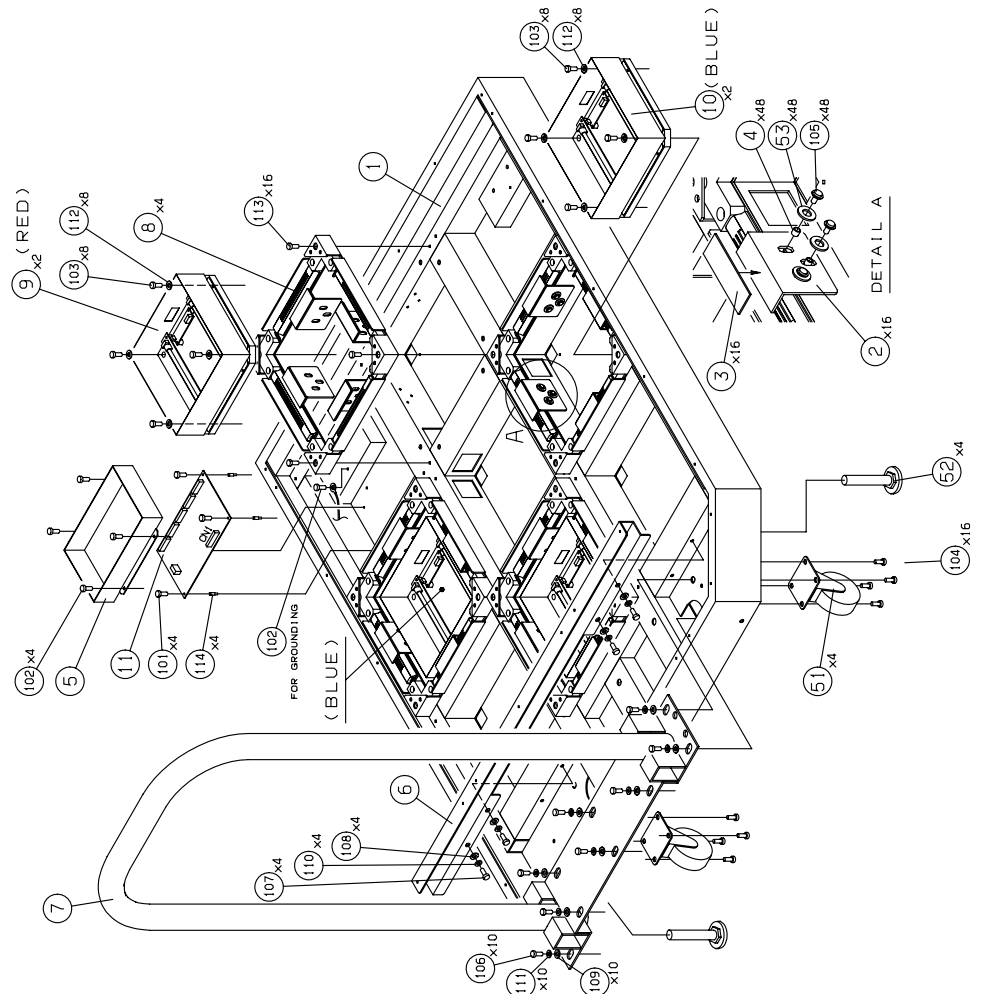 9 x2 (RED)
103 x8
112 x8
8 x4
113 x16
1
103 x8
112 x8
10 x2 (BLUE)
102 x4
5
11
101 x4
114 x4
102
FOR GROUNDING
(BLUE)
A
4 x48
53 x48
105 x48
3 x16
2 x16
DETAIL A
7
6
108 x4
110 x4
107 x4
106 x10
111 x10
109 x10
52 x4
104 x16
51 x4